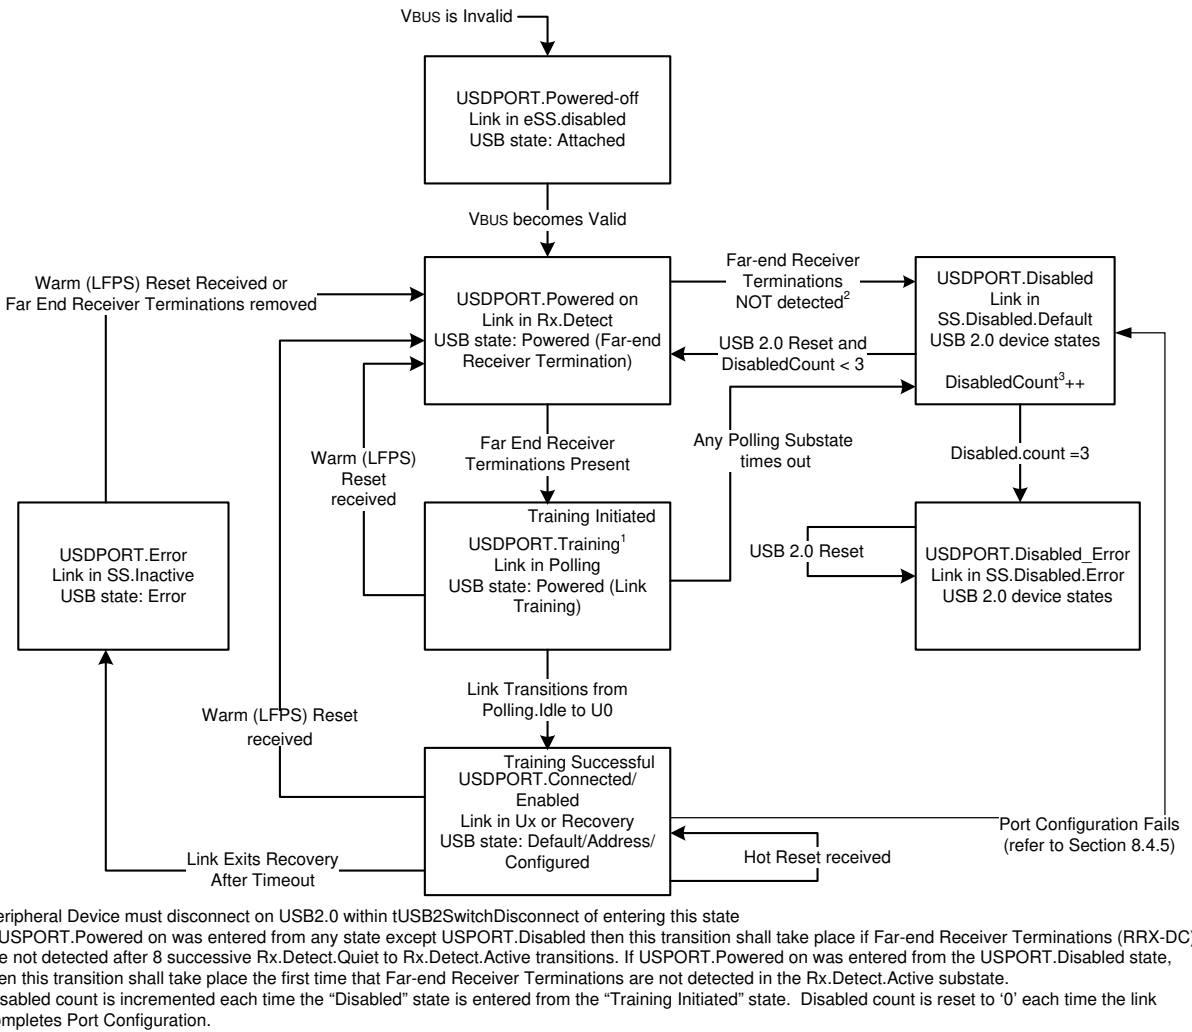 VBUS is Invalid
USDPORT.Powered-off
Link in eSS.disabled
USB state: Attached
VBUS becomes Valid
Warm (LFPS) Reset Received or
Far End Receiver Terminations removed
USDPORT.Powered on
Link in Rx.Detect
USB state: Powered (Far-end
Receiver Termination)
Far-end Receiver
Terminations
NOT detected2
USB 2.0 Reset and
DisabledCount < 3
USDPORT.Disabled
Link in
SS.Disabled.Default
USB 2.0 device states
DisabledCount3++
Warm (LFPS)
Reset
received
Far End Receiver
Terminations Present
Any Polling Substate
times out
Disabled.count =3
USDPORT.Error
Link in SS.Inactive
USB state: Error
Training Initiated
USDPORT.Training1
Link in Polling
USB state: Powered (Link
Training)
USB 2.0 Reset
USDPORT.Disabled_Error
Link in SS.Disabled.Error
USB 2.0 device states
Link Transitions from
Polling.Idle to U0
Warm (LFPS) Reset
received
Training Successful
USDPORT.Connected/
Enabled
Link in Ux or Recovery
USB state: Default/Address/
Configured
Link Exits Recovery
After Timeout
Hot Reset received
Port Configuration Fails
(refer to Section 8.4.5)
eripheral Device must disconnect on USB2.0 within tUSB2SwitchDisconnect of entering this state
USPORT.Powered on was entered from any state except USPORT.Disabled then this transition shall take place if Far-end Receiver Terminations (RRX-DC)
re not detected after 8 successive Rx.Detect.Quiet to Rx.Detect.Active transitions. If USPORT.Powered on was entered from the USPORT.Disabled state,
en this transition shall take place the first time that Far-end Receiver Terminations are not detected in the Rx.Detect.Active substate.
isabled count is incremented each time the “Disabled” state is entered from the “Training Initiated” state. Disabled count is reset to ‘0’ each time the link
ompletes Port Configuration.